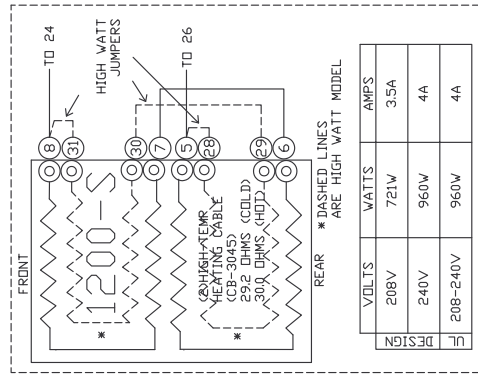 FRONT
TO 24
HIGH WATT
JUMPERS
TO 26
8
31
30
7
5
28
29
6
1200-S
*
(2)HIGH TEMP
HEATING CABLE
(CB-3045)
29.2 OHMS (COLD)
30.0 OHMS (HOT)
*
REAR
* DASHED LINES
ARE HIGH WATT MODEL
VOLTS WATTS AMPS
DESIGN
208V 721W 3.5A
240V 960W 4A
UL
208-240V 960W 4A